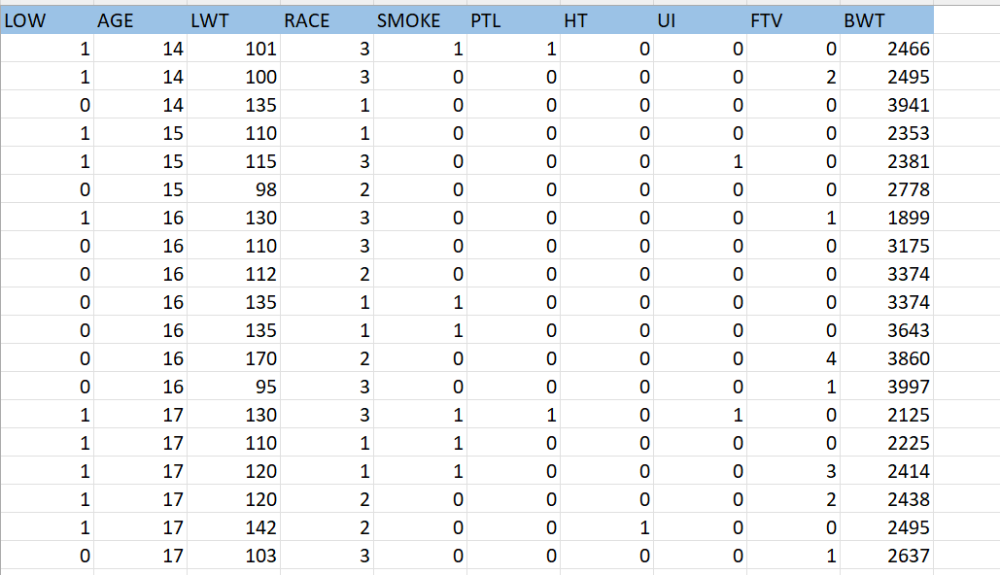 LOW AGE LWT RACE SMOKE PTL HT UI FTV BWT
1 14 101 3 1 1 0 0 0 2466
1 14 100 3 0 0 0 0 2 2495
0 14 135 1 0 0 0 0 0 3941
1 15 110 1 0 0 0 0 0 2353
1 15 115 3 0 0 0 1 0 2381
0 15 98 2 0 0 0 0 0 2778
1 16 130 3 0 0 0 0 1 1899
0 16 110 3 0 0 0 0 0 3175
0 16 112 2 0 0 0 0 0 3374
0 16 135 1 1 0 0 0 0 3374
0 16 135 1 1 0 0 0 0 3643
0 16 170 2 0 0 0 0 4 3860
0 16 95 3 0 0 0 0 1 3997
1 17 130 3 1 1 0 1 0 2125
1 17 110 1 1 0 0 0 0 2225
1 17 120 1 1 0 0 0 3 2414
1 17 120 2 0 0 0 0 2 2438
1 17 142 2 0 0 1 0 0 2495
0 17 103 3 0 0 0 0 1 2637